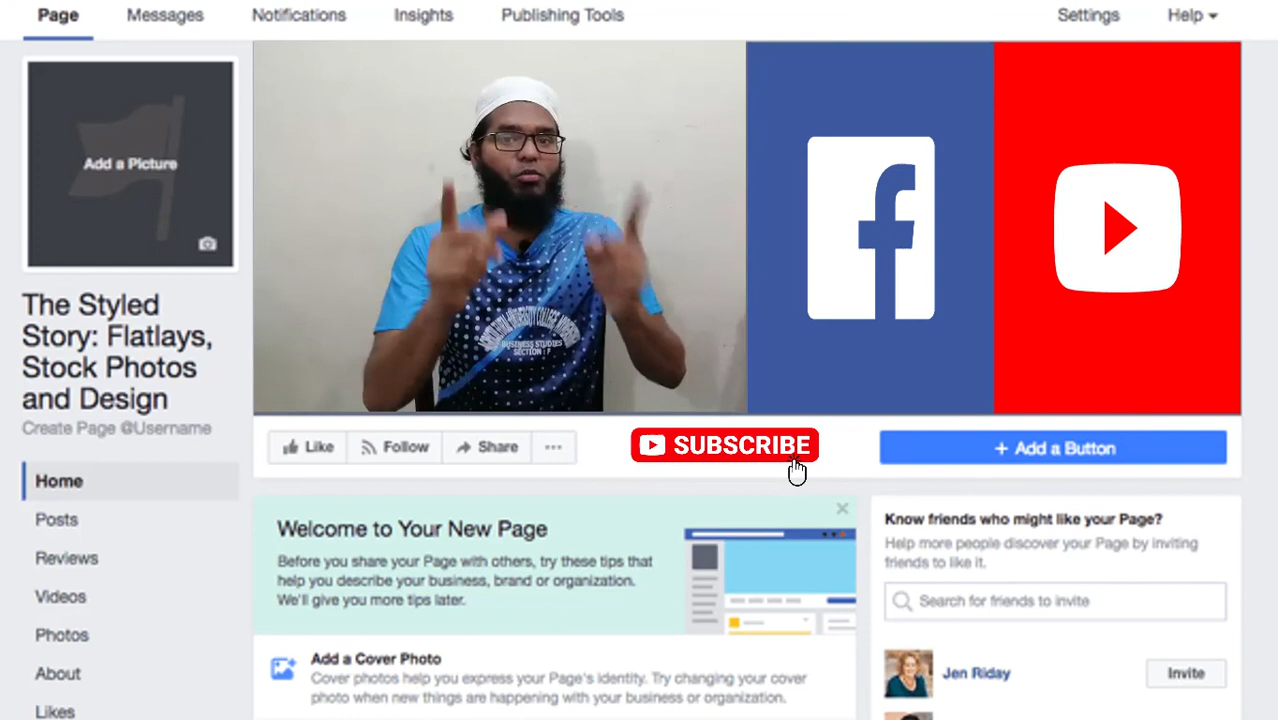 Page
Messages
Notifications
Insights
Publishing Tools
Settings
Help
Add a Picture
The Styled
Story: Flatlays,
Stock Photos
and Design
Create Page @Username
BUSINESS STUDIES
SECTION : F
Like
Follow
Share
SUBSCRIBE
+ Add a Button
Home
Posts
Reviews
Videos
Photos
About
Likes
Welcome to Your New Page
Before you share your Page with others, try these tips that
help you describe your business, brand or organization.
We'll give you more tips later.
Add a Cover Photo
Cover photos help you express your Page's identity. Try changing your cover
photo when new things are happening with your business or organization.
Know friends who might like your Page?
Help more people discover your Page by inviting
friends to like it.
Search for friends to invite
Jen Riday
Invite